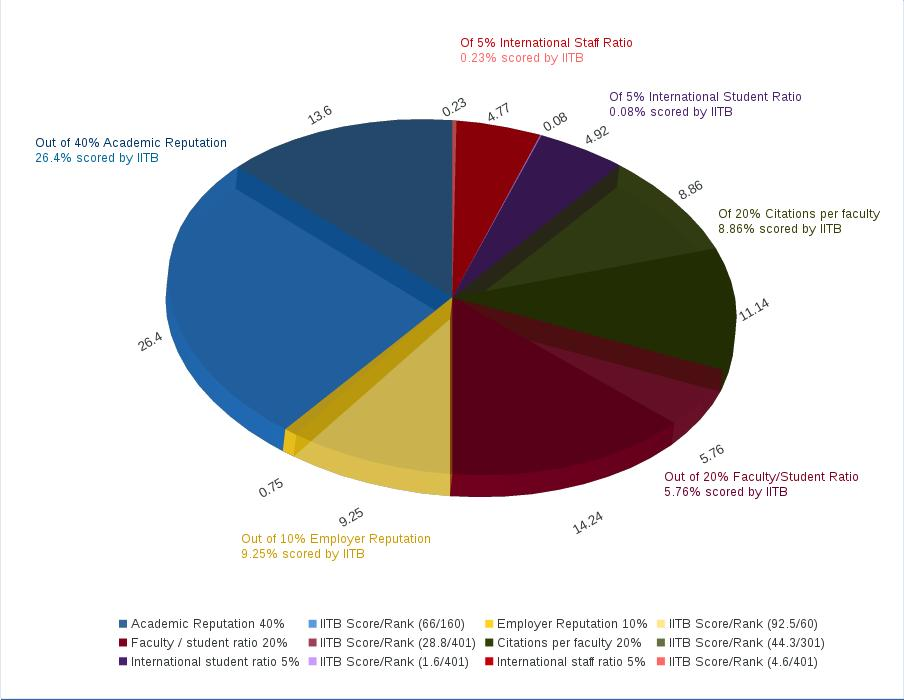 Of 5% International Staff Ratio
0.23% scored by IITB
Of 5% International Student Ratio
0.08% scored by IITB
13.6
0.23
4.77
0.08
4.92
Out of 40% Academic Reputation
26.4% scored by IITB
8.86
Of 20% Citations per faculty
8.86% scored by IITB
11.14
26.4
5.76
Out of 20% Faculty/Student Ratio
5.76% scored by IITB
0.75
9.25
14.24
Out of 10% Employer Reputation
9.25% scored by IITB
Academic Reputation 40% IITB Score/Rank (66/160) Employer Reputation 10% IITB Score/Rank (92.5/60)
Faculty / student ratio 20% IITB Score/Rank (28.8/401) Citations per faculty 20% IITB Score/Rank (44.3/301)
International student ratio 5% IITB Score/Rank (1.6/401) International staff ratio 5% IITB Score/Rank (4.6/401)